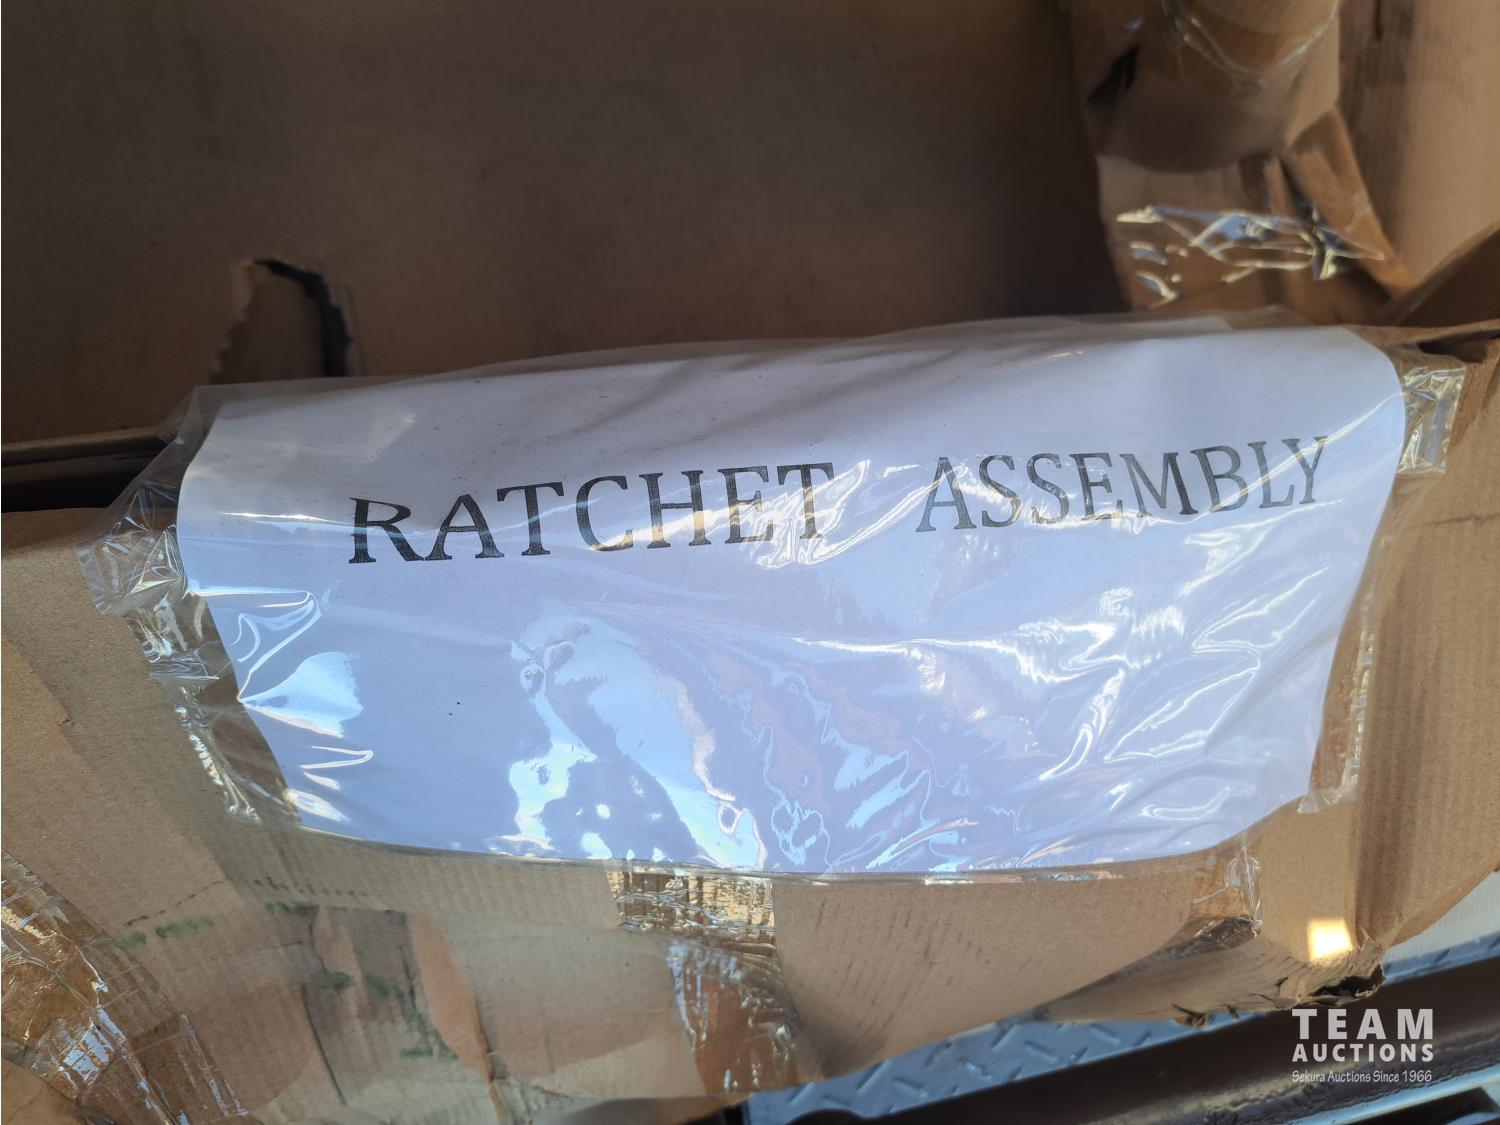 RATCHET ASSEMBLY
TEAM
AUCTIONS
Sekura Auctions Since 1966